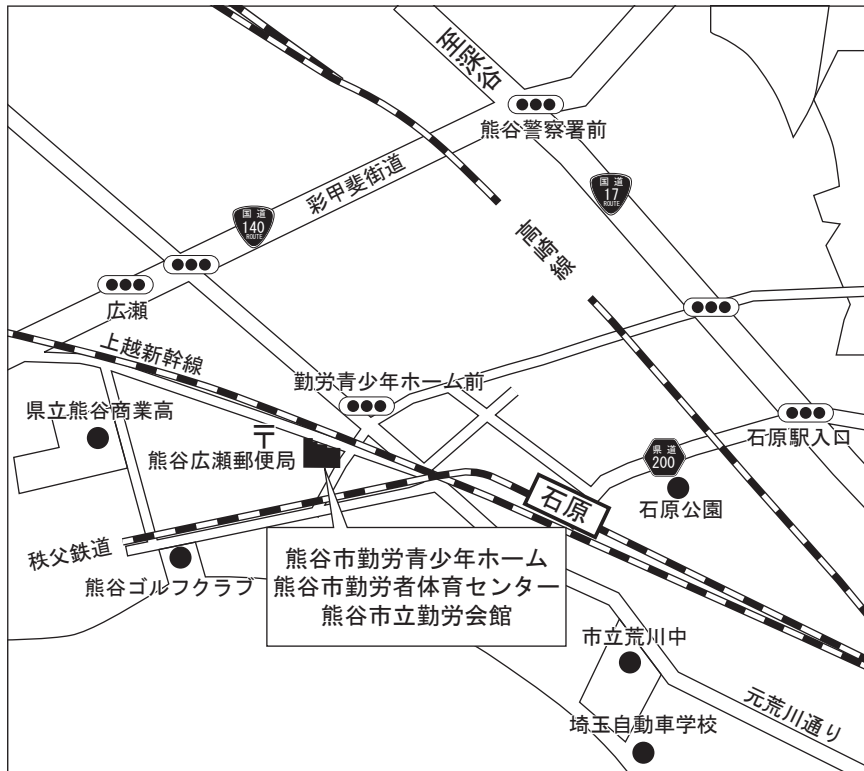 至深谷
熊谷警察署前
国道
17
ROUTE
彩甲斐街道
国道
140
ROUTE
高崎線
広瀬
上越新幹線
勤労青少年ホーム前
県立熊谷商業高
〒
熊谷広瀬郵便局
石原駅入口
県道
200
石原公園
石原
秩父鉄道
熊谷ゴルフクラブ
熊谷市勤労青少年ホーム
熊谷市勤労者体育センター
熊谷市立勤労会館
市立荒川中
元荒川通り
埼玉自動車学校